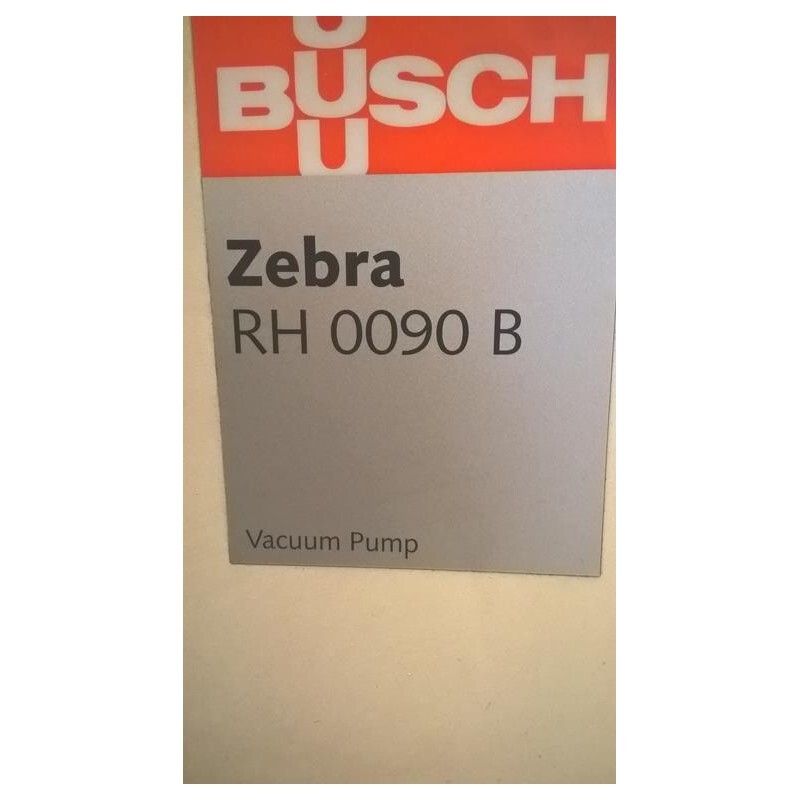 BUSCH
Zebra
RH 0090 B
Vacuum Pump